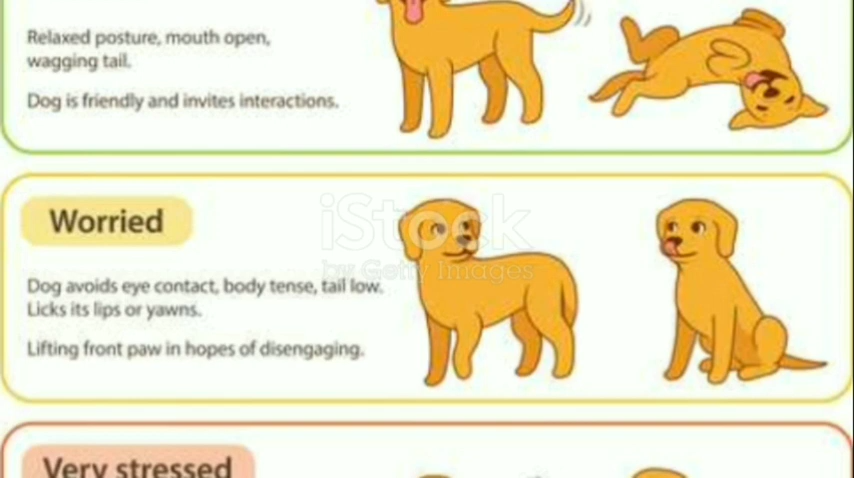 Relaxed posture, mouth open,
wagging tail.
Dog is friendly and invites interactions.
Worried
iStock
by Getty Images
Dog avoids eye contact, body tense, tail low.
Licks its lips or yawns.
Lifting front paw in hopes of disengaging.
Very stressed